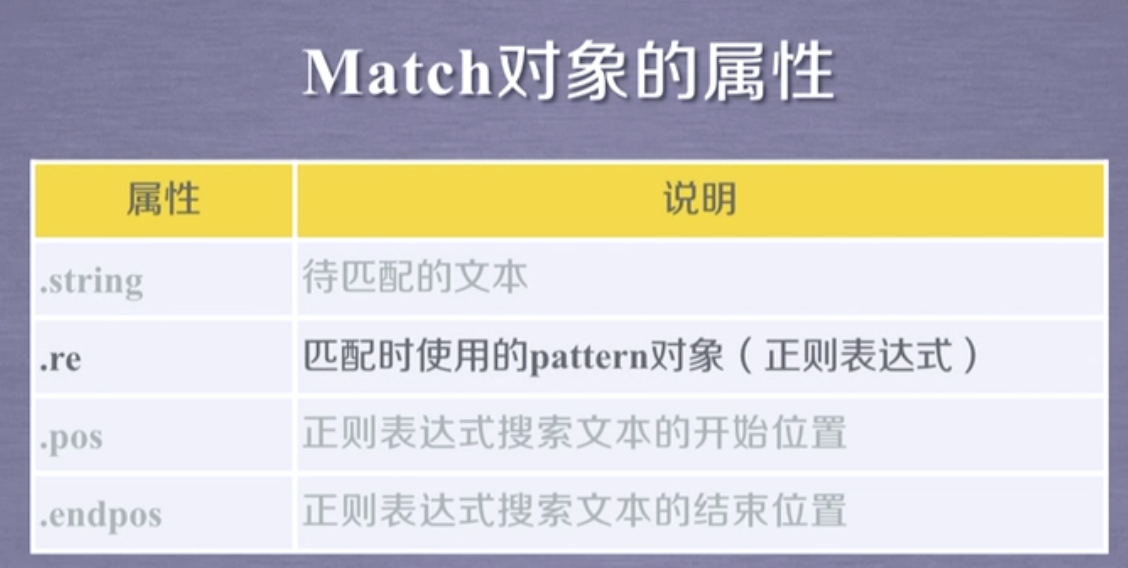 Match对象的属性
属性 说明
.string 待匹配的文本
.re 匹配时使用的pattern对象（正则表达式）
.pos 正则表达式搜索文本的开始位置
.endpos 正则表达式搜索文本的结束位置